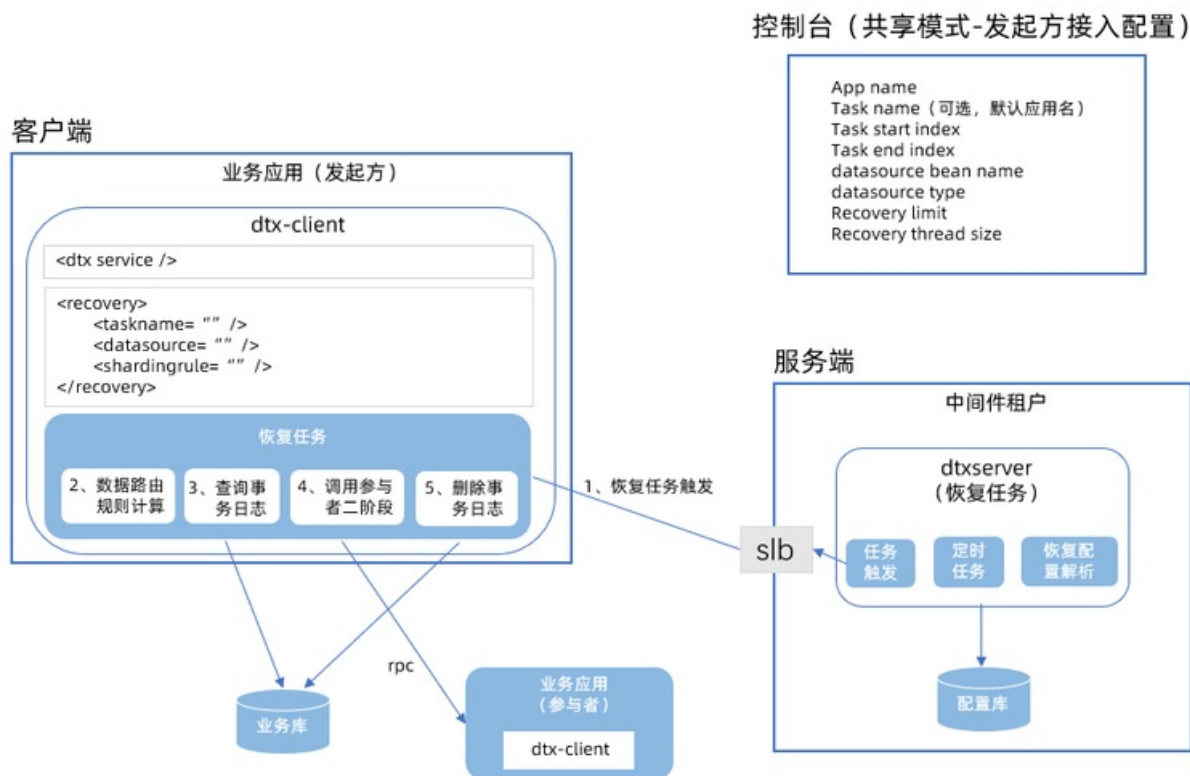 控制台（共享模式-发起方接入配置）
App name
Task name（可选，默认应用名）
Task start index
Task end index
datasource bean name
datasource type
Recovery limit
Recovery thread size
客户端
业务应用（发起方）
dtx-client
<dtx service />
<recovery>
<taskname= “” />
<datasource= “” />
<shardingrule= “” />
</recovery>
恢复任务
2、数据路由
规则计算
3、查询事
务日志
4、调用参与
者二阶段
5、删除事
务日志
1、恢复任务触发
服务端
中间件租户
dtxserver
（恢复任务）
slb
任务
触发
定时
任务
恢复配
置解析
配置库
rpc
业务库
业务应用
（参与者）
dtx-client